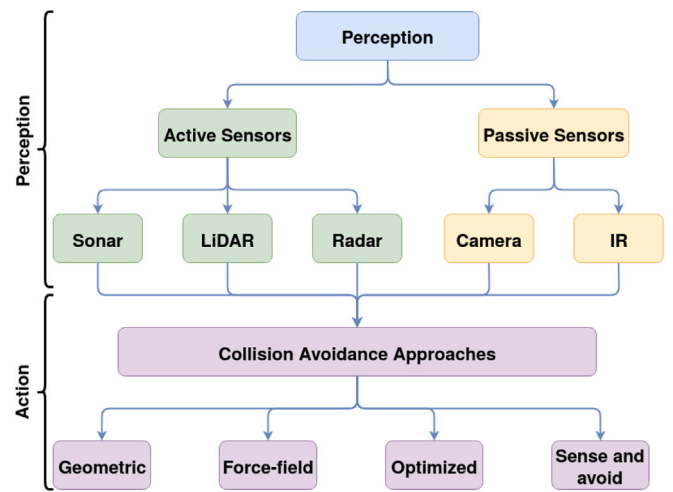 Perception
Perception
Active Sensors
Passive Sensors
Sonar
LiDAR
Radar
Camera
IR
Action
Collision Avoidance Approaches
Geometric
Force-field
Optimized
Sense and
avoid